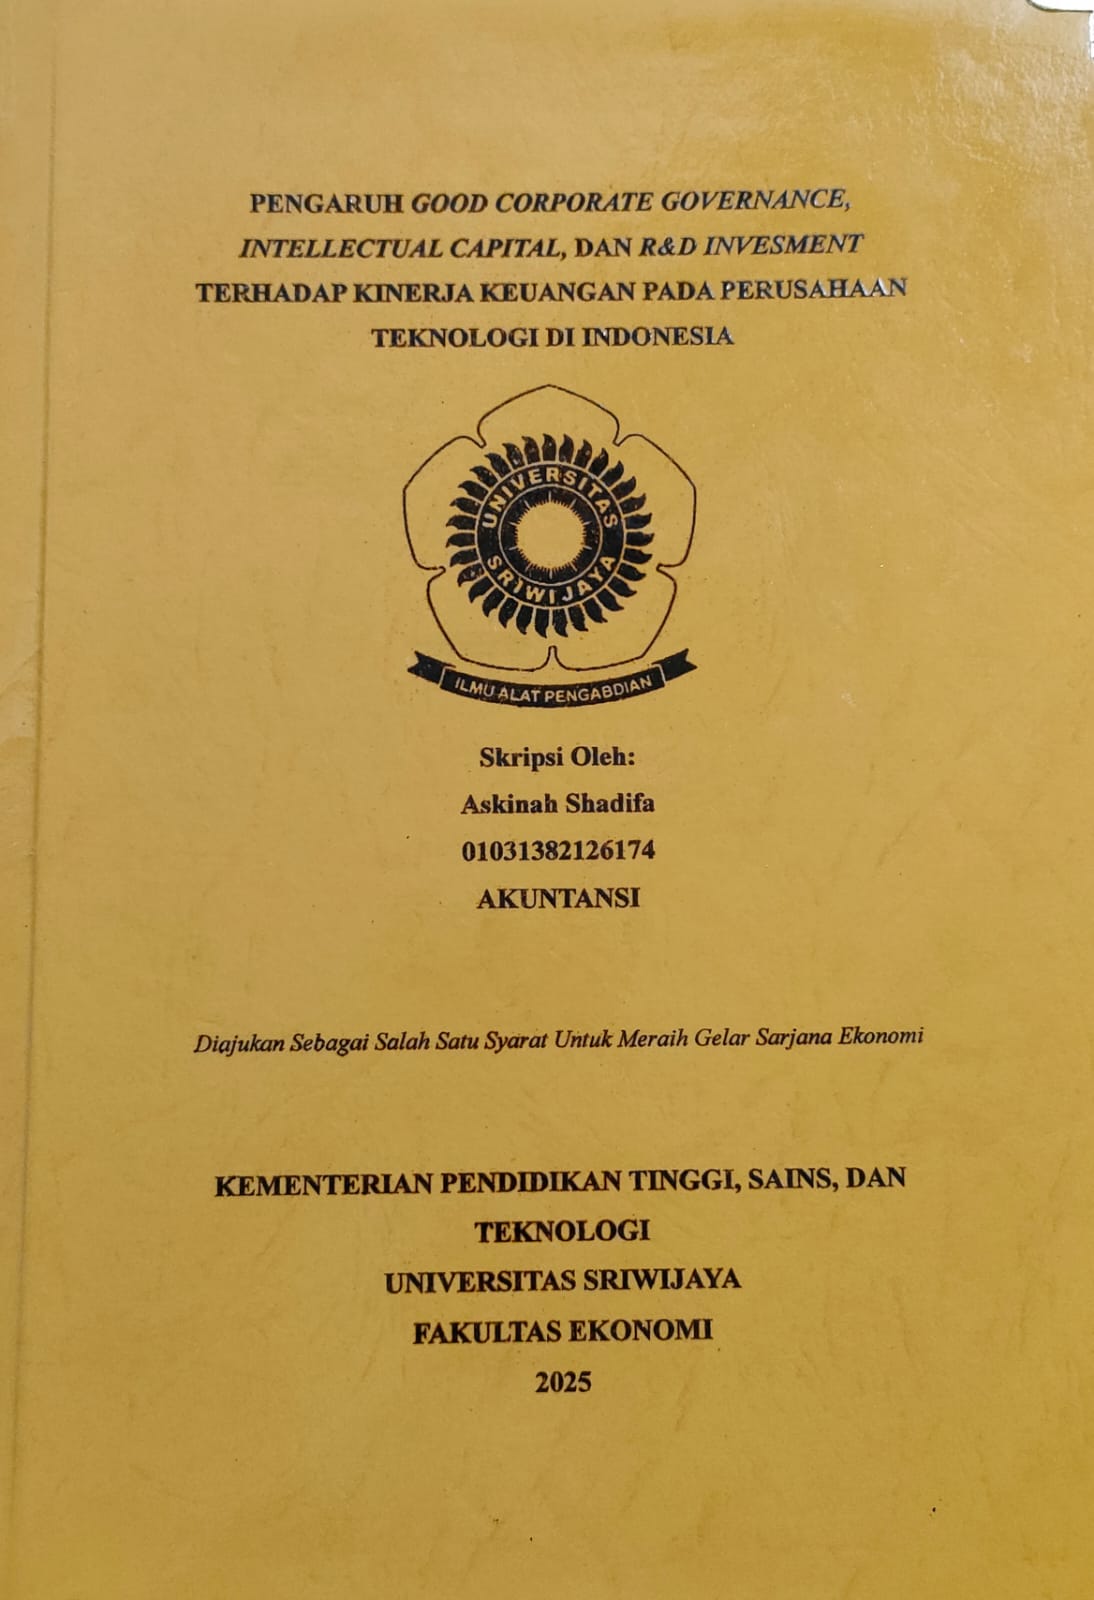 PENGARUH GOOD CORPORATE GOVERNANCE,
INTELLECTUAL CAPITAL, DAN R&D INVESMENT
TERHADAP KINERJA KEUANGAN PADA PERUSAHAAN
TEKNOLOGI DI INDONESIA
UNIVERSITAS
SRIWIJAYA
ILMU ALAT PENGABDIAN
Skripsi Oleh:
Askinah Shadifa
01031382126174
AKUNTANSI
Diajukan Sebagai Salah Satu Syarat Untuk Meraih Gelar Sarjana Ekonomi
KEMENTERIAN PENDIDIKAN TINGGI, SAINS, DAN
TEKNOLOGI
UNIVERSITAS SRIWIJAYA
FAKULTAS EKONOMI
2025